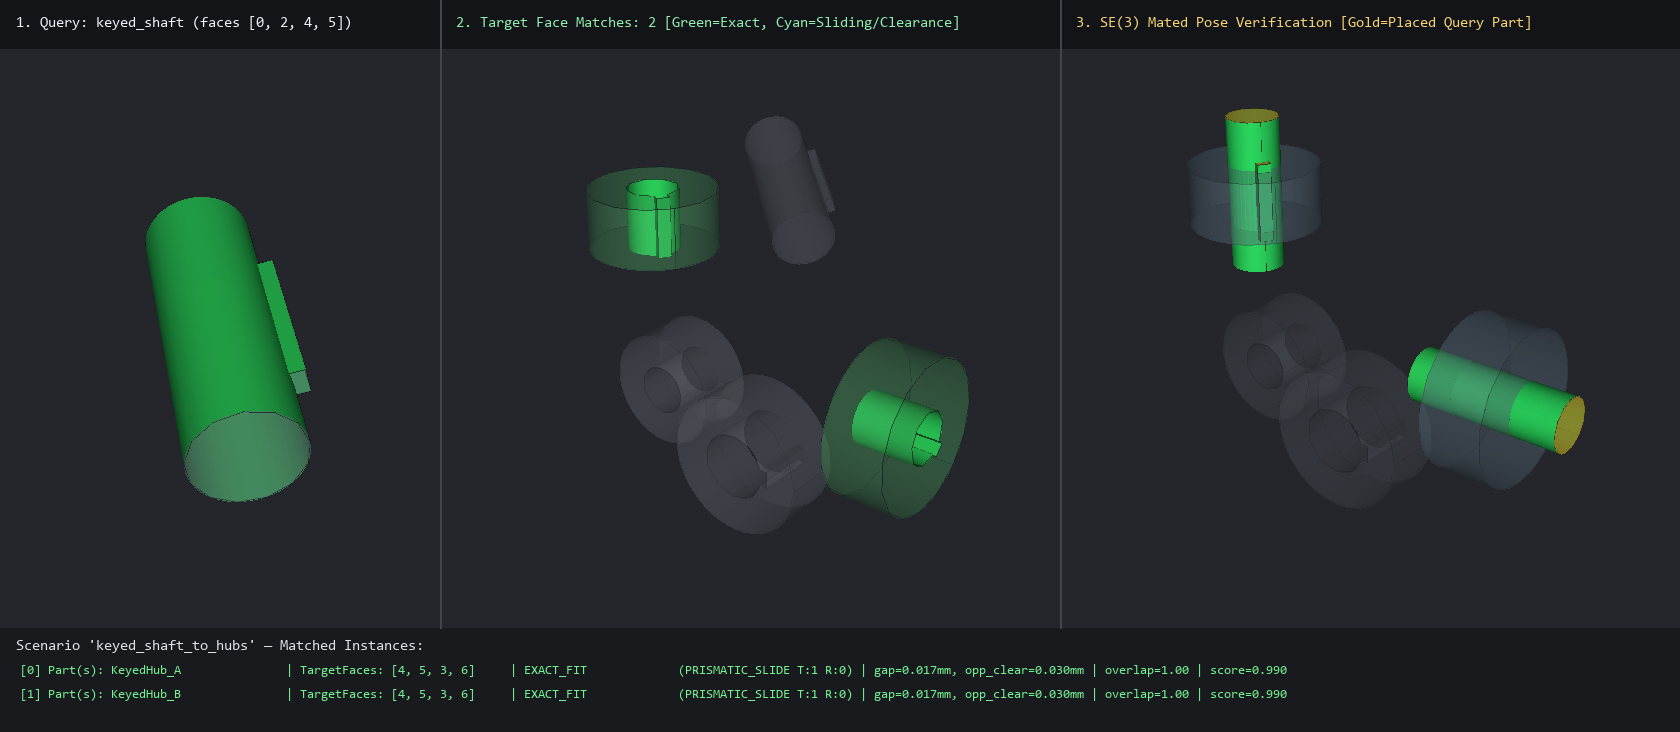 1. Query: keyed_shaft (faces [0, 2, 4, 5])
2. Target Face Matches: 2 [Green=Exact, Cyan=Sliding/Clearance]
3. SE(3) Mated Pose Verification [Gold=Placed Query Part]
Scenario 'keyed_shaft_to_hubs' — Matched Instances:
[0] Part(s): KeyedHub_A | TargetFaces: [4, 5, 3, 6] | EXACT_FIT (PRISMATIC_SLIDE T:1 R:0) | gap=0.017mm, opp_clear=0.030mm | overlap=1.00 | score=0.990
[1] Part(s): KeyedHub_B | TargetFaces: [4, 5, 3, 6] | EXACT_FIT (PRISMATIC_SLIDE T:1 R:0) | gap=0.017mm, opp_clear=0.030mm | overlap=1.00 | score=0.990